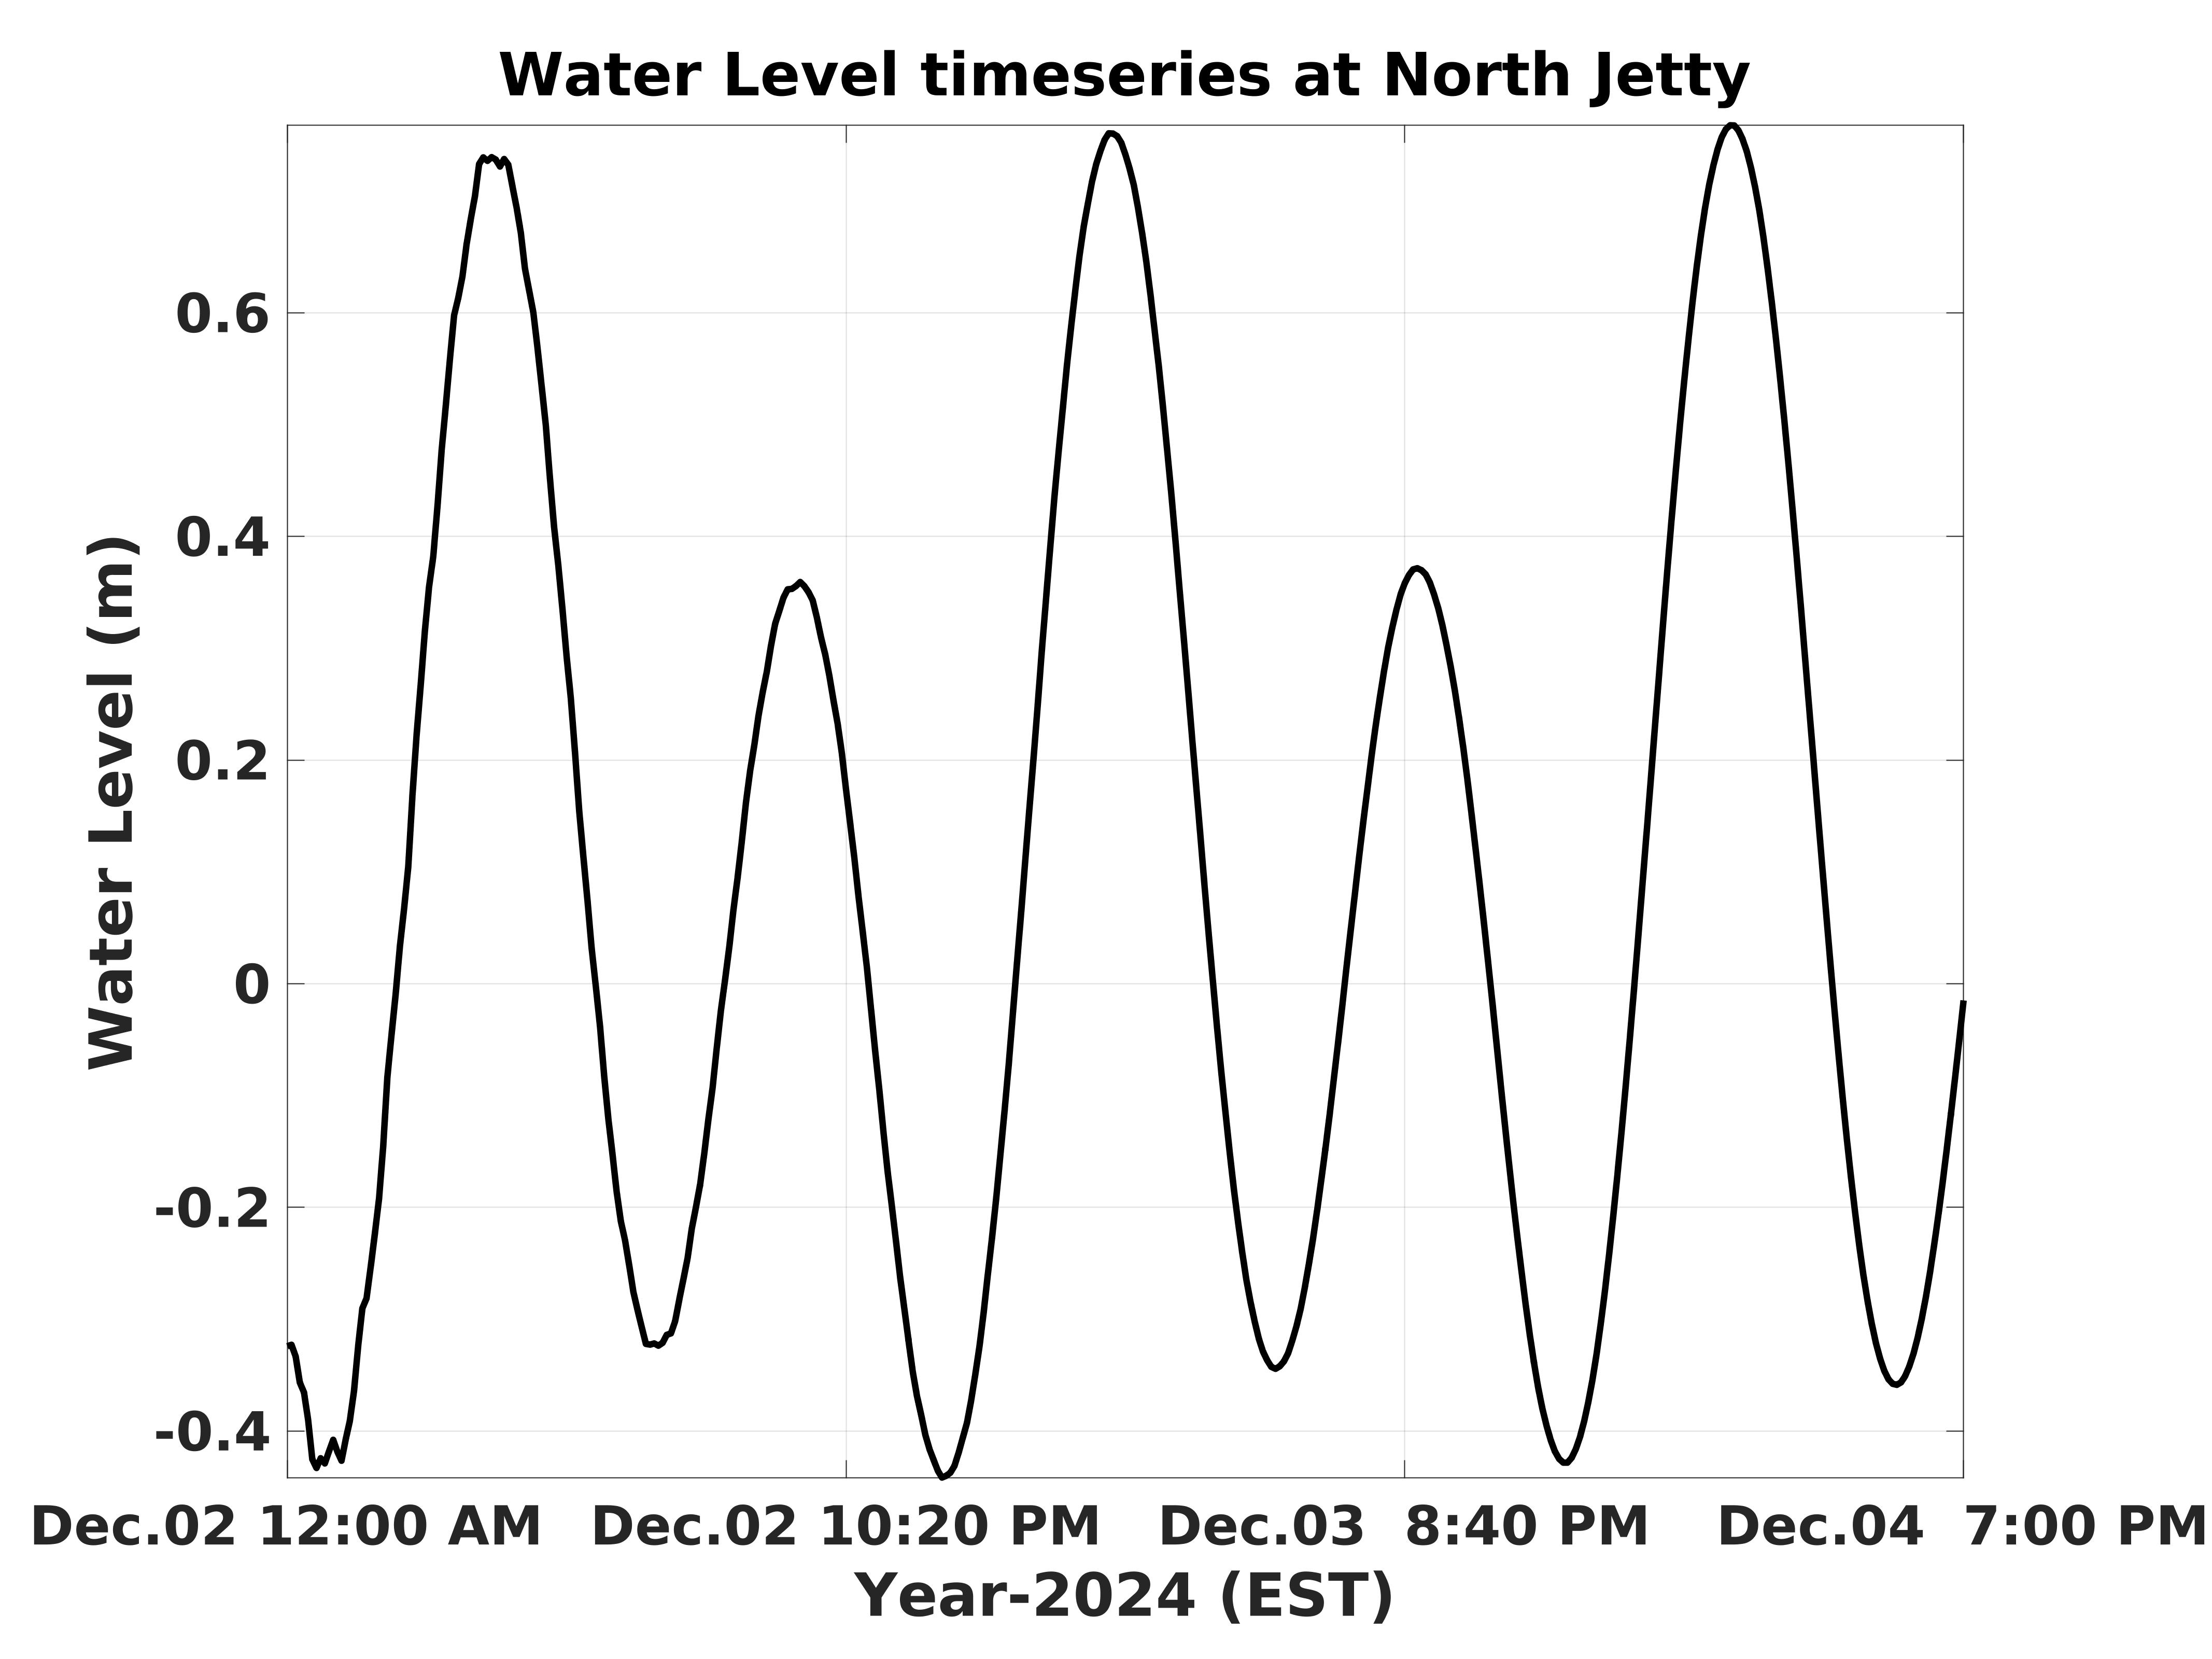 Water Level timeseries at North Jetty
Water Level (m)
0.6
0.4
0.2
0
-0.2
-0.4
Dec.02 12:00 AM Dec.02 10:20 PM Dec.03 8:40 PM Dec.04 7:00 PM
Year-2024 (EST)